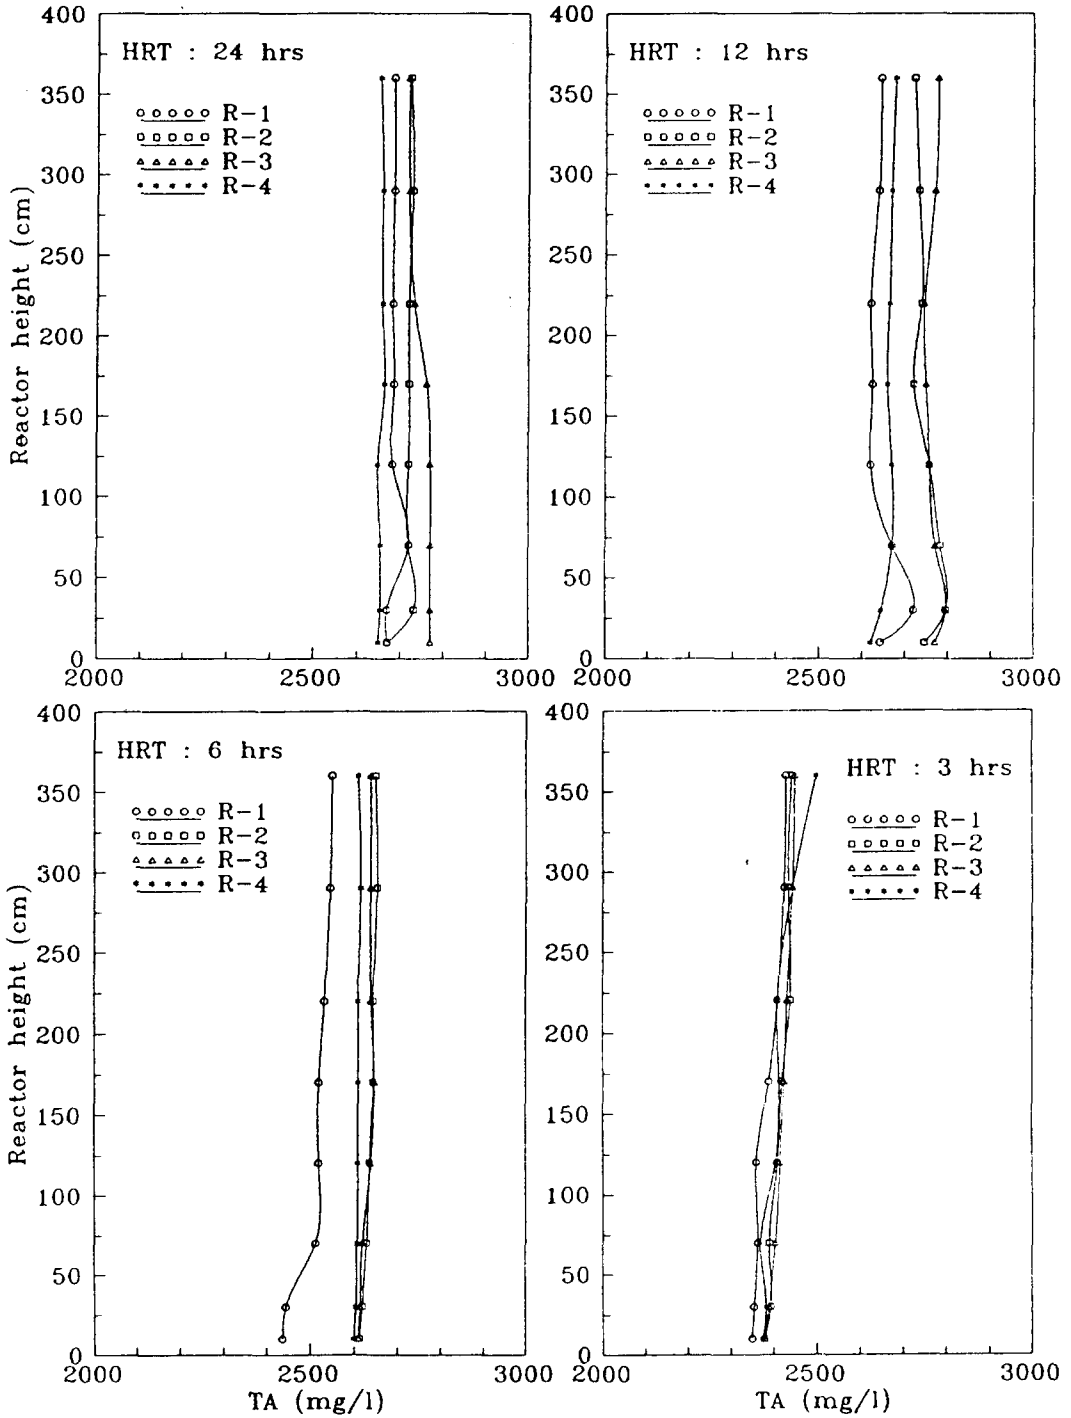 400
350
300
250
200
150
100
50
0
Reactor height (cm)
HRT : 24 hrs
R-1
R-2
R-3
R-4
2000
2500
3000
400
350
300
250
200
150
100
50
0
HRT : 12 hrs
R-1
R-2
R-3
R-4
2000
2500
3000
400
350
300
250
200
150
100
50
0
Reactor height (cm)
HRT : 6 hrs
R-1
R-2
R-3
R-4
2000
2500
3000
TA (mg/l)
400
350
300
250
200
150
100
50
0
HRT : 3 hrs
R-1
R-2
R-3
R-4
2000
2500
3000
TA (mg/l)